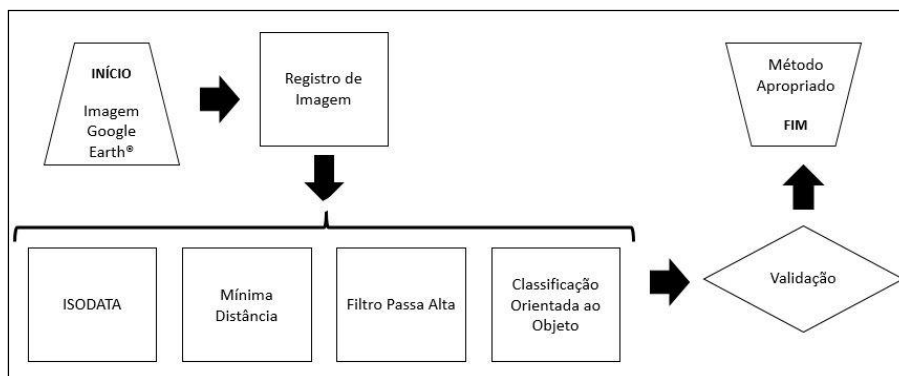 INÍCIO
Imagem
Google
Earth®
Registro de
Imagem
ISODATA
Mínima
Distância
Filtro Passa Alta
Classificação
Orientada ao
Objeto
Validação
Método
Apropriado
FIM